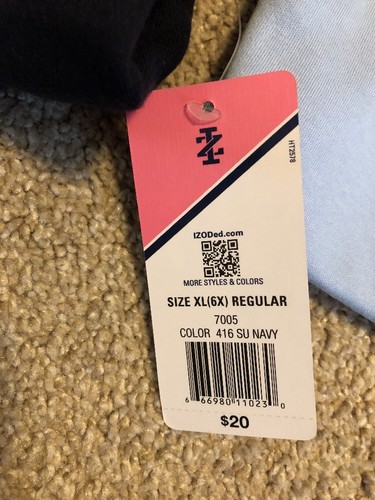 HT2578
IZODed.com
MORE STYLES & COLORS
SIZE XL(6X) REGULAR
7005
COLOR 416 SU NAVY
6 66980 11023 0
$20